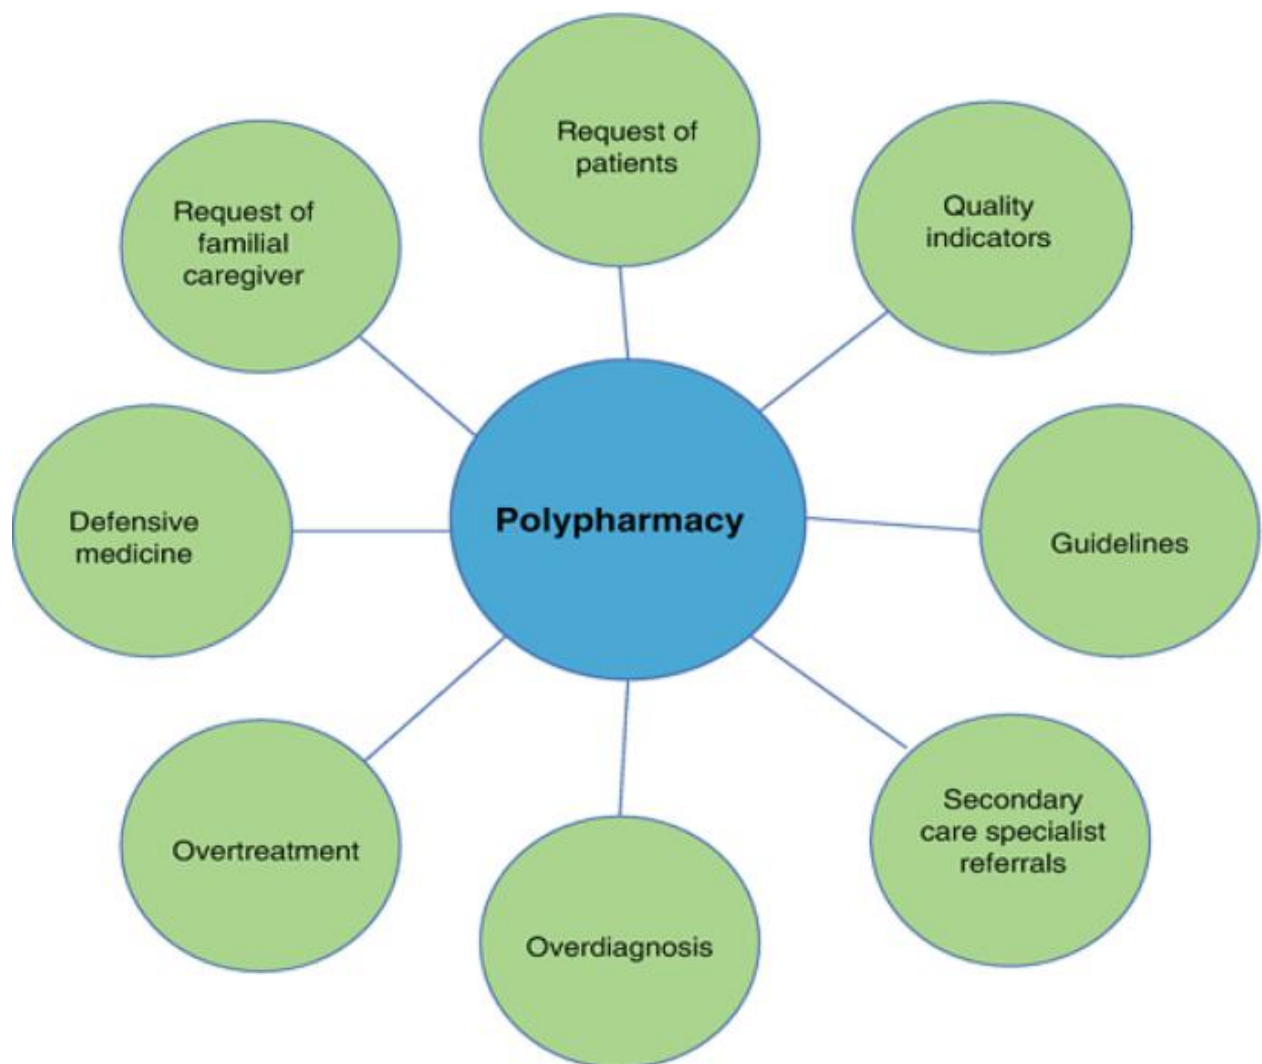 Request of
patients
Quality
indicators
Guidelines
Secondary
care specialist
referrals
Overdiagnosis
Overtreatment
Defensive
medicine
Request of
familial
caregiver
Polypharmacy